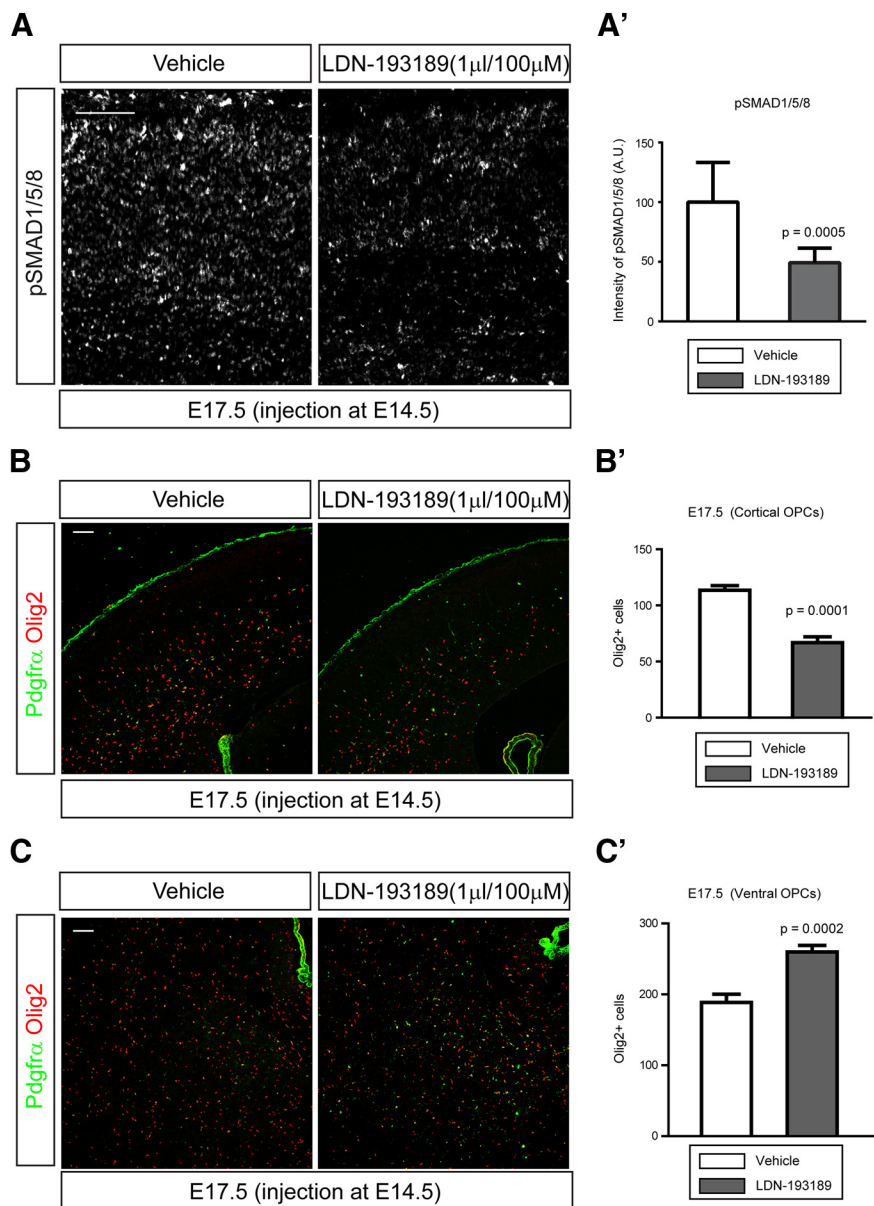 A
Vehicle
LDN-193189(1µl/100µM)
pSMAD1/5/8
E17.5 (injection at E14.5)
A'
pSMAD1/5/8
Intensity of pSMAD1/5/8 (A.U.)
150
100
50
0
p = 0.0005
Vehicle
LDN-193189
B
Vehicle
LDN-193189(1µl/100µM)
Pdgfrα Olig2
E17.5 (injection at E14.5)
B'
E17.5 (Cortical OPCs)
Olig2+ cells
150
100
50
0
p = 0.0001
Vehicle
LDN-193189
C
Vehicle
LDN-193189(1µl/100µM)
Pdgfrα Olig2
E17.5 (injection at E14.5)
C'
E17.5 (Ventral OPCs)
Olig2+ cells
300
200
100
0
p = 0.0002
Vehicle
LDN-193189